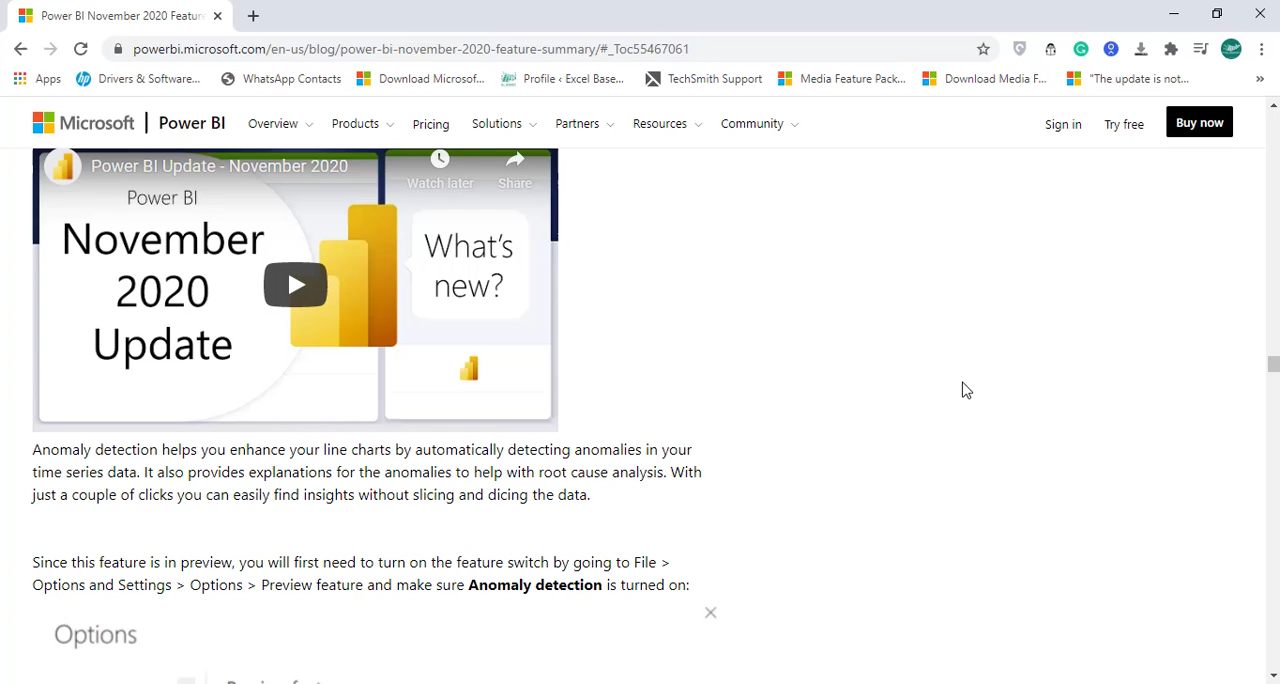 Power BI November 2020 Feature
powerbi.microsoft.com/en-us/blog/power-bi-november-2020-feature-summary/#_Toc55467061
Apps
Drivers & Software...
WhatsApp Contacts
Download Microsof...
Profile ‹ Excel Base...
TechSmith Support
Media Feature Pack...
Download Media F...
"The update is not...
»
Microsoft
Power BI
Overview
Products
Pricing
Solutions
Partners
Resources
Community
Sign in
Try free
Buy now
Power BI Update - November 2020
Watch later
Share
Power BI
November
2020
Update
What's
new?
Anomaly detection helps you enhance your line charts by automatically detecting anomalies in your
time series data. It also provides explanations for the anomalies to help with root cause analysis. With
just a couple of clicks you can easily find insights without slicing and dicing the data.
Since this feature is in preview, you will first need to turn on the feature switch by going to File >
Options and Settings > Options > Preview feature and make sure Anomaly detection is turned on:
Options